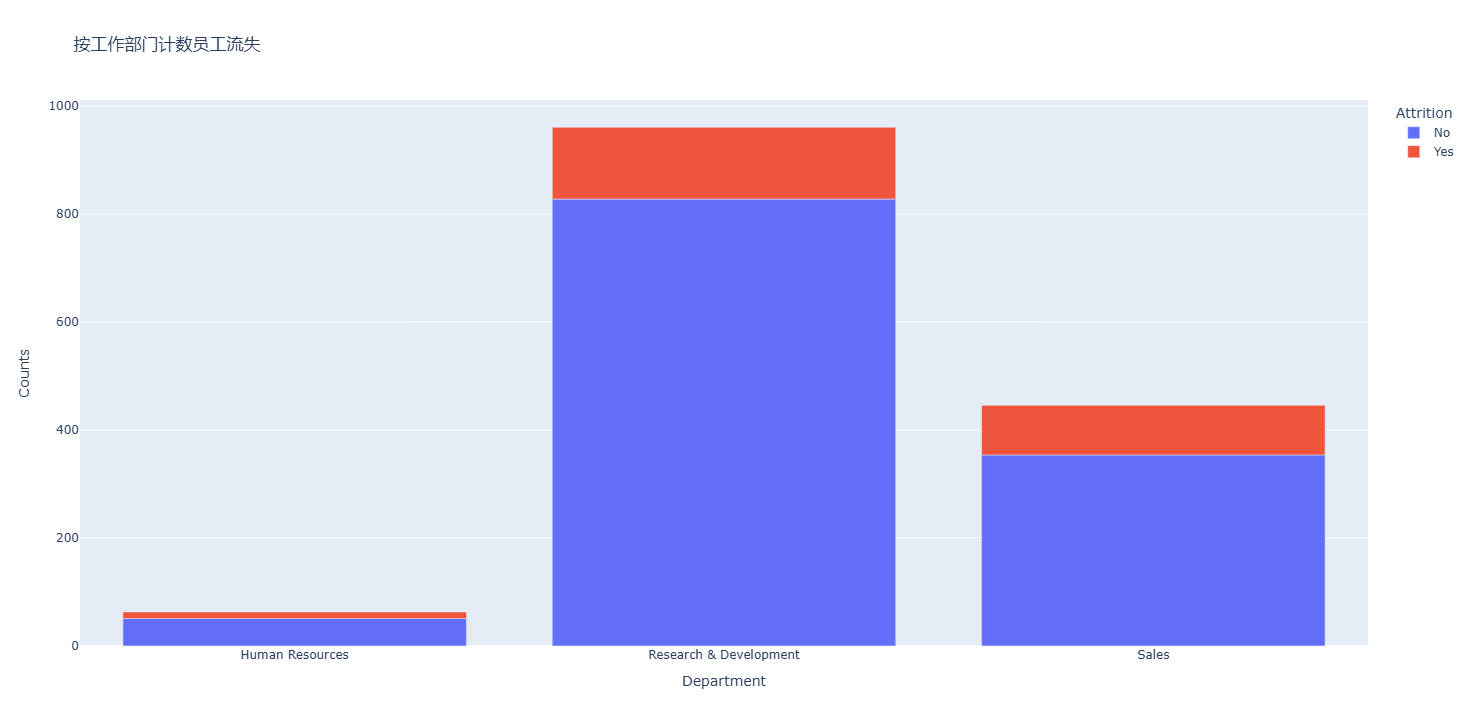 按工作部门计数员工流失
1000
800
600
400
200
0
Counts
Human Resources
Research & Development
Sales
Department
Attrition
No
Yes